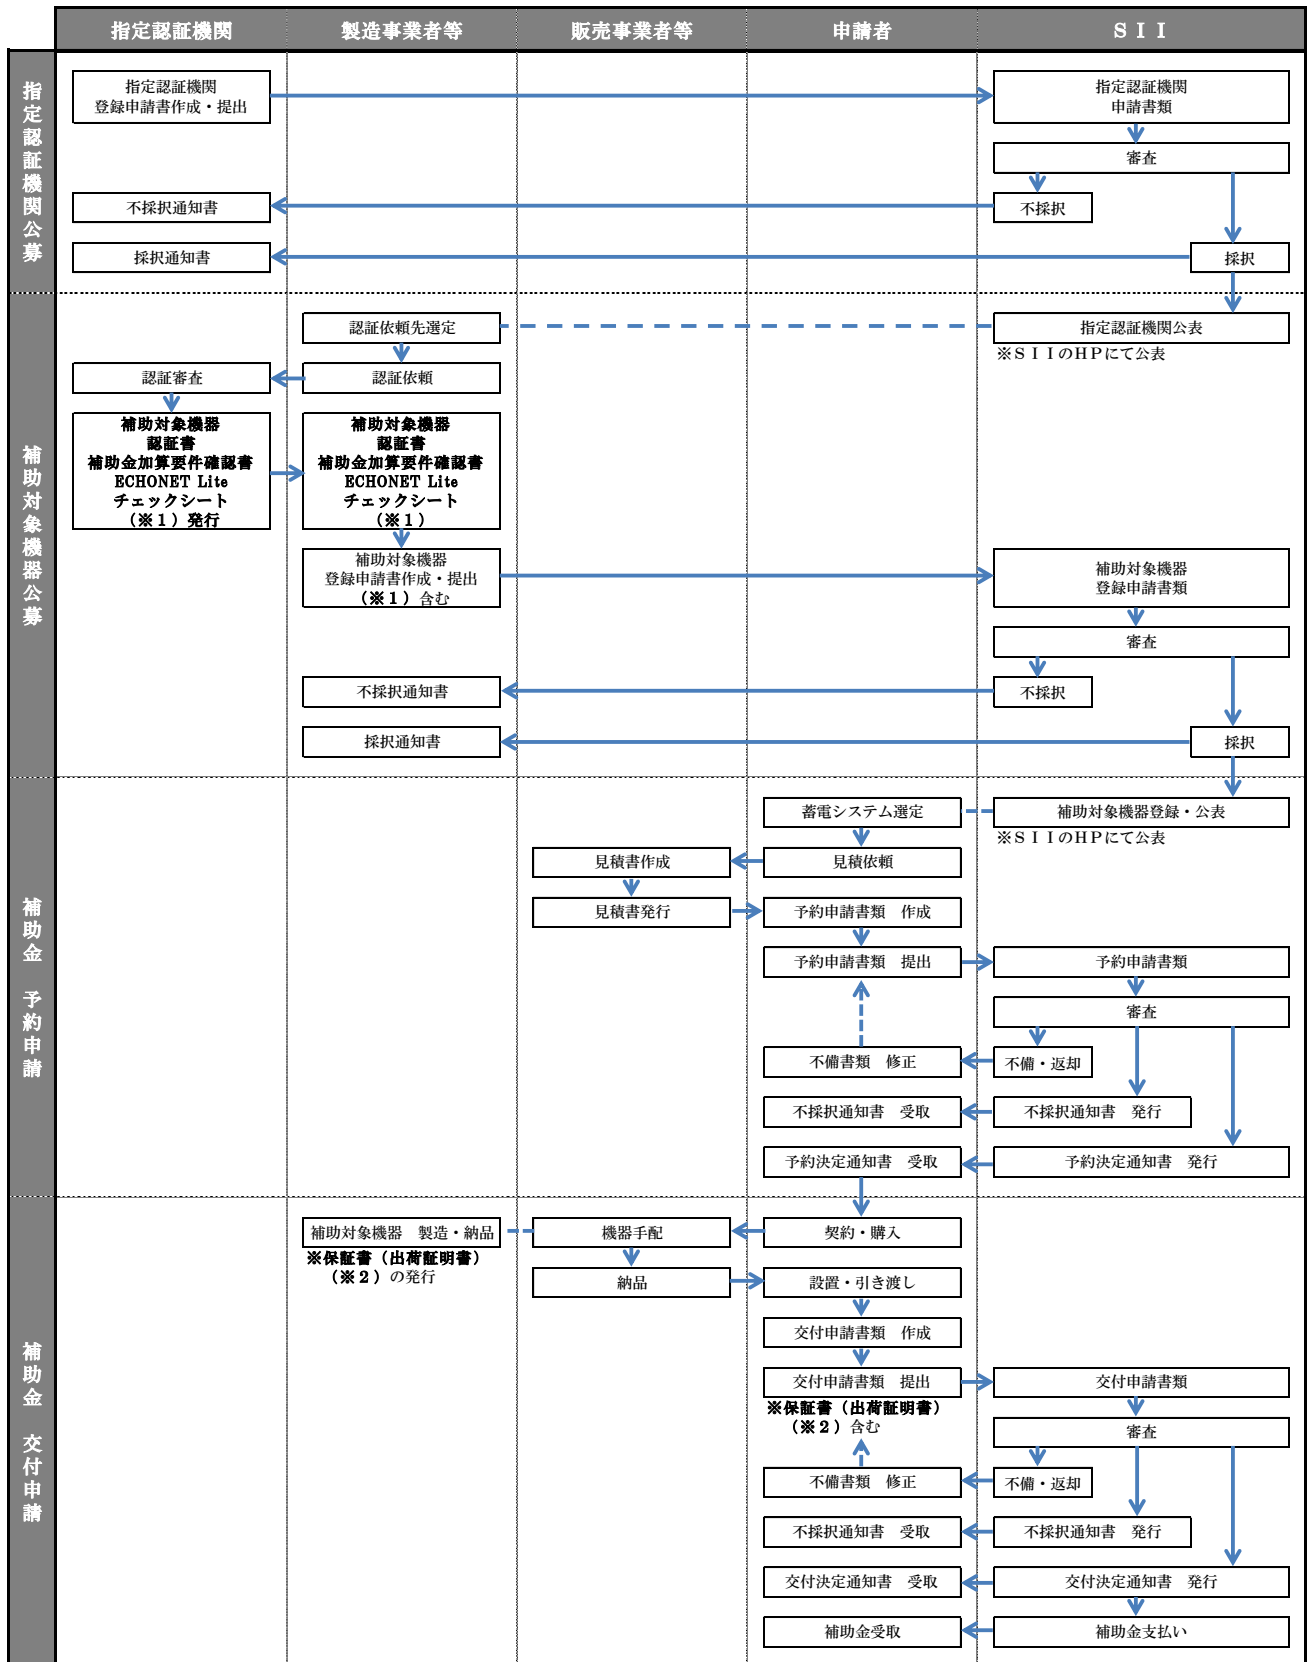 指定認証機関
製造事業者等
販売事業者等
申請者
ＳＩＩ
指定認証機関公募
指定認証機関
登録申請書作成・提出
指定認証機関
申請書類
審査
不採択通知書
不採択
採択通知書
採択
補助対象機器公募
認証依頼先選定
指定認証機関公表
※ＳＩＩのＨＰにて公表
認証審査
認証依頼
補助対象機器
認証書
補助金加算要件確認書
ECHONET Lite
チェックシート
（※１）発行
補助対象機器
認証書
補助金加算要件確認書
ECHONET Lite
チェックシート
（※１）
補助対象機器
登録申請書作成・提出
（※１）含む
補助対象機器
登録申請書類
審査
不採択通知書
不採択
採択通知書
採択
補助金　予約申請
蓄電システム選定
補助対象機器登録・公表
※ＳＩＩのＨＰにて公表
見積書作成
見積依頼
見積書発行
予約申請書類　作成
予約申請書類　提出
予約申請書類
審査
不備書類　修正
不備・返却
不採択通知書　受取
不採択通知書　発行
予約決定通知書　受取
予約決定通知書　発行
補助金　交付申請
補助対象機器　製造・納品
※保証書（出荷証明書）
（※２）の発行
機器手配
契約・購入
納品
設置・引き渡し
交付申請書類　作成
交付申請書類　提出
※保証書（出荷証明書）
（※２）含む
交付申請書類
審査
不備書類　修正
不備・返却
不採択通知書　受取
不採択通知書　発行
交付決定通知書　受取
交付決定通知書　発行
補助金受取
補助金支払い